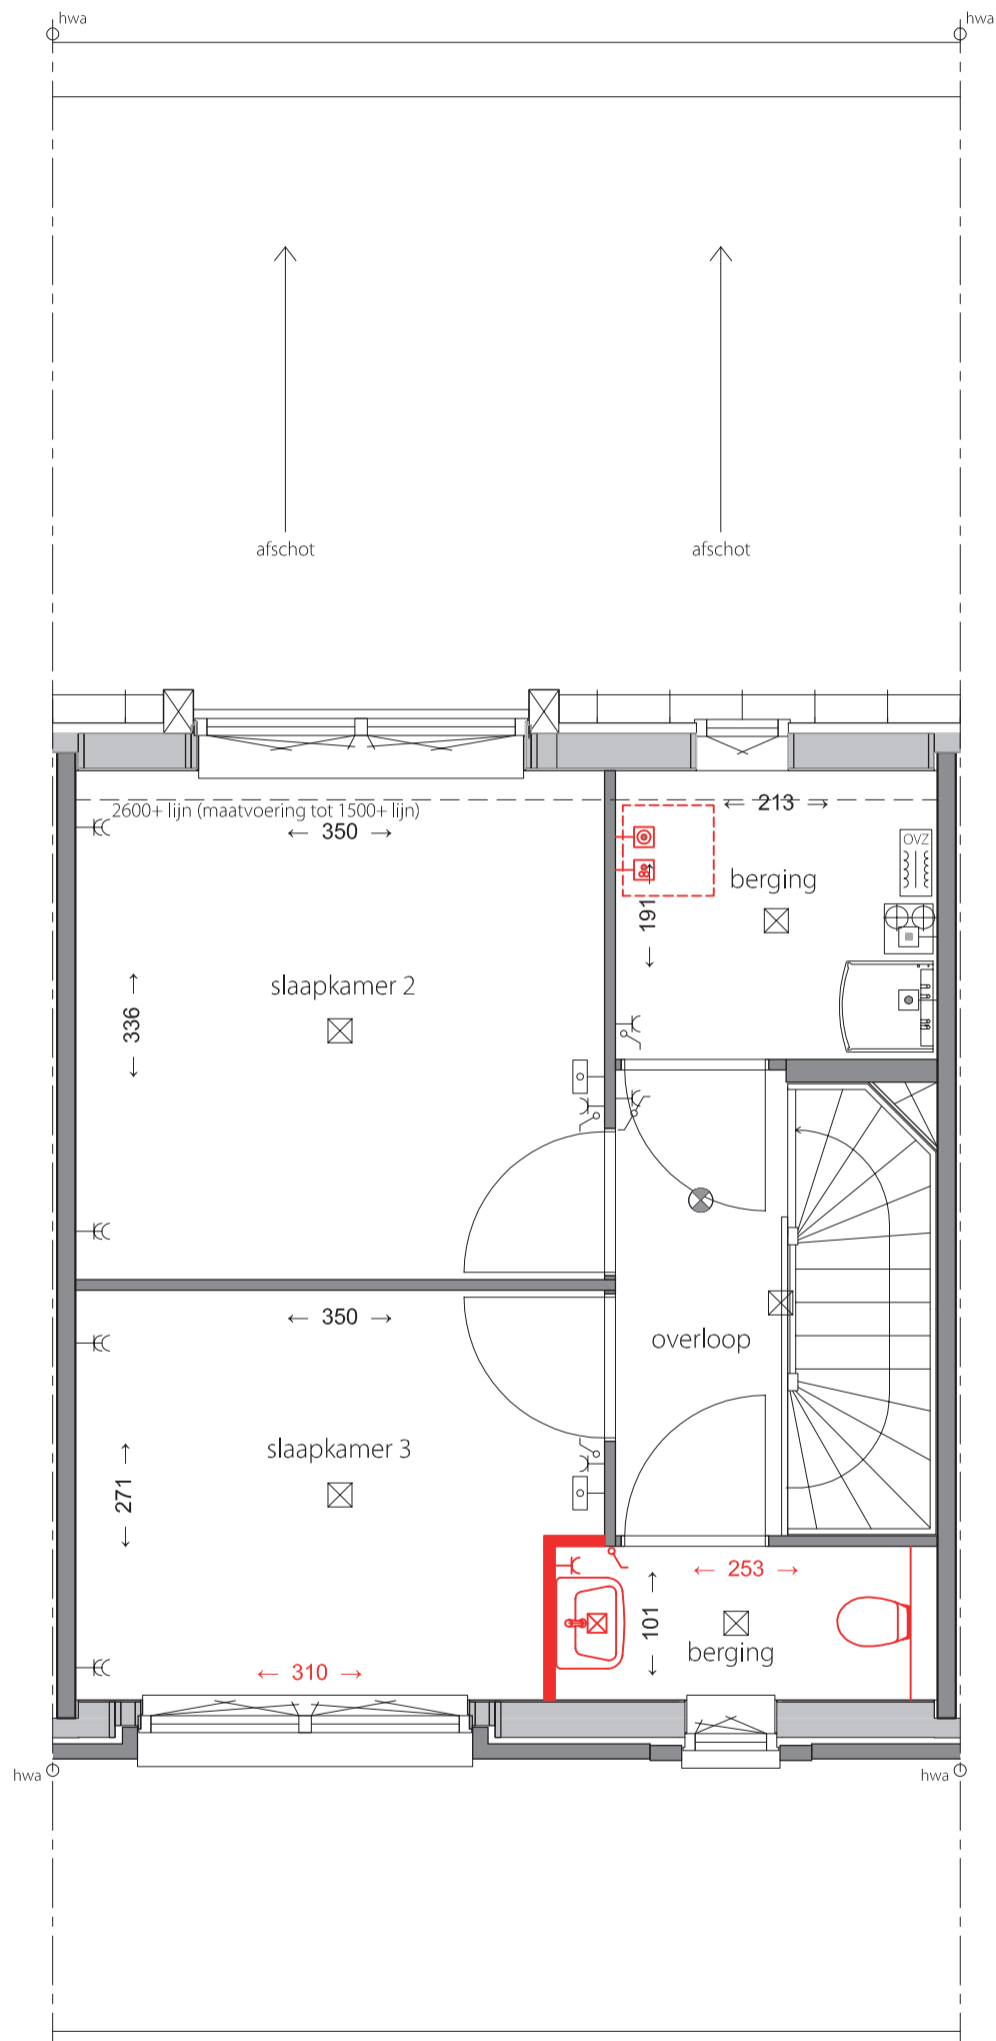 hwa hwa
afschot afschot
2600+ lijn (maatvoering tot 1500+ lijn)
← 350 →
← 213 →
OVZ
berging
← 191 →
slaapkamer 2
← 336 →
← 350 →
overloop
slaapkamer 3
← 271 →
← 253 →
← 101 →
berging
← 310 →
hwa hwa